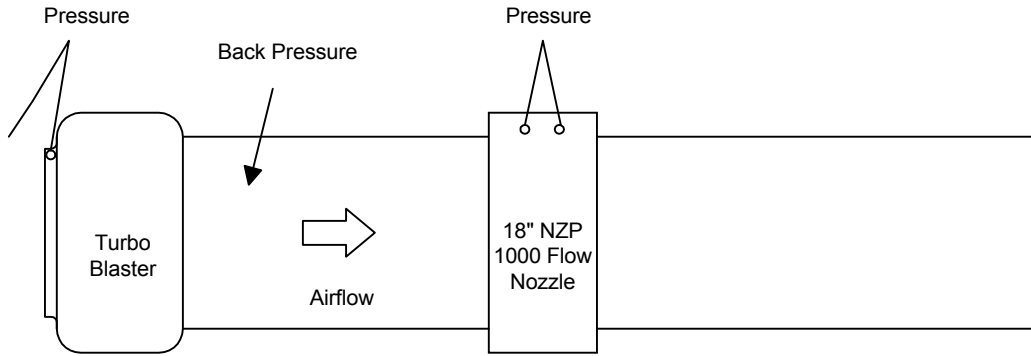 Pressure
Pressure
Back Pressure
Turbo
Blaster
Airflow
18" NZP
1000 Flow
Nozzle